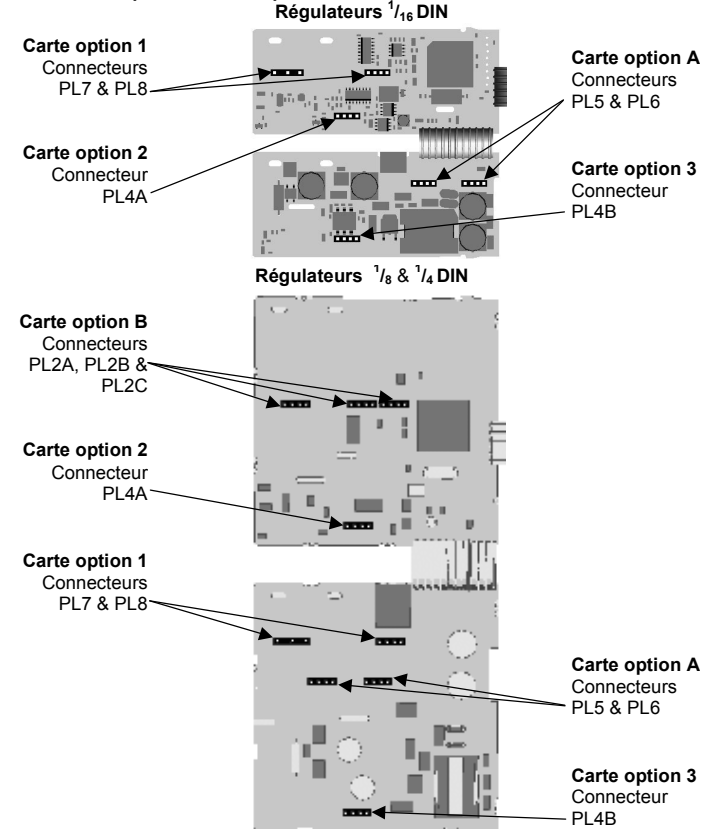 Régulateurs 1/16 DIN
Carte option 1
Connecteurs
PL7 & PL8
Carte option A
Connecteurs
PL5 & PL6
Carte option 2
Connecteur
PL4A
Carte option 3
Connecteur
PL4B
Régulateurs 1/8 & 1/4 DIN
Carte option B
Connecteurs
PL2A, PL2B &
PL2C
Carte option 2
Connecteur
PL4A
Carte option 1
Connecteurs
PL7 & PL8
Carte option A
Connecteurs
PL5 & PL6
Carte option 3
Connecteur
PL4B